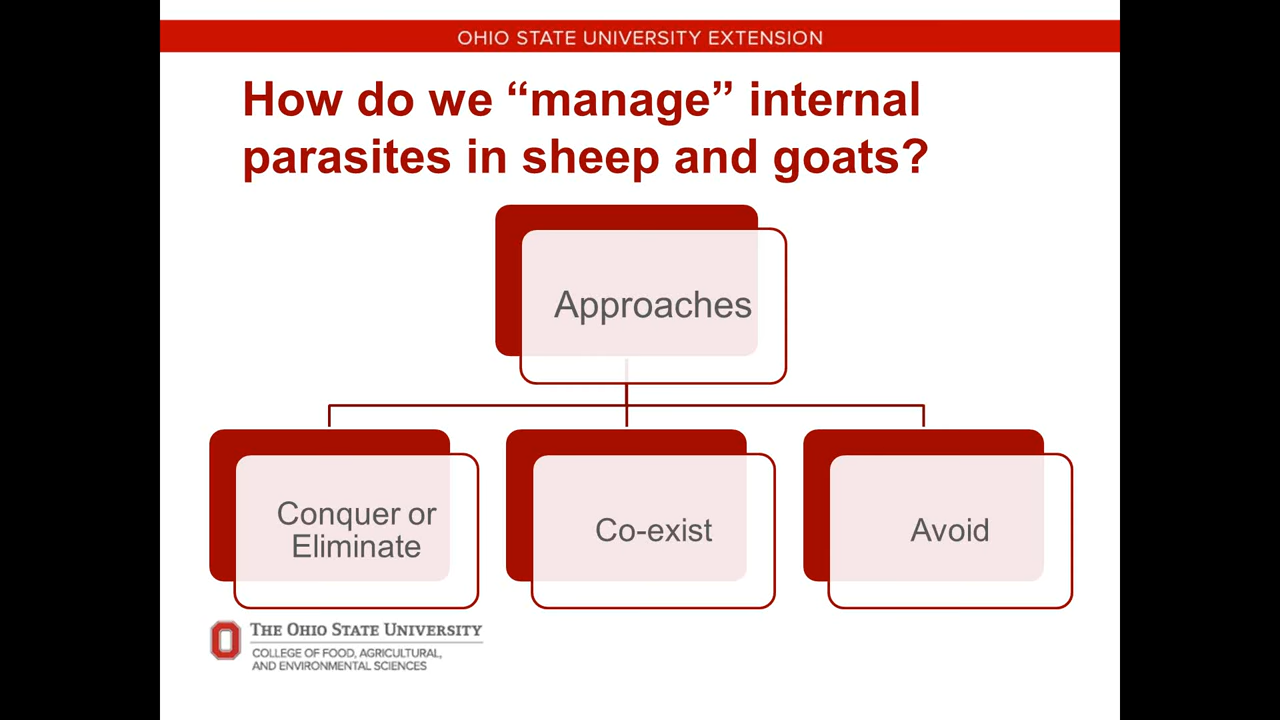 OHIO STATE UNIVERSITY EXTENSION
How do we “manage” internal
parasites in sheep and goats?
Approaches
Conquer or
Eliminate
Co-exist
Avoid
THE OHIO STATE UNIVERSITY
COLLEGE OF FOOD, AGRICULTURAL,
AND ENVIRONMENTAL SCIENCES